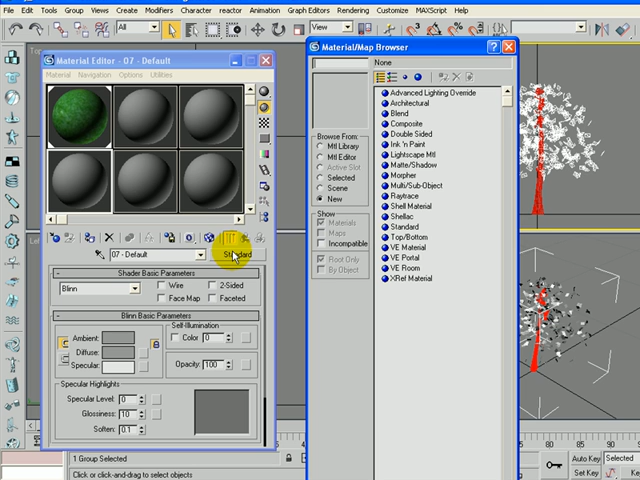 File Edit Tools Group Views Create Modifiers Character reactor Animation Graph Editors Rendering Customize MAXScript Help
All
View
Material Editor - 07 - Default
Material Navigation Options Utilities
07 - Default
Standard
Shader Basic Parameters
Blinn
Wire
2-Sided
Face Map
Faceted
Blinn Basic Parameters
Self-Illumination
Ambient:
Color 0
Diffuse:
Specular:
Opacity: 100
Specular Highlights
Specular Level: 0
Glossiness: 10
Soften: 0.1
Material/Map Browser
None
Browse From:
Mtl Library
Mtl Editor
Active Slot
Selected
Scene
New
Show
Materials
Maps
Incompatible
Root Only
By Object
Advanced Lighting Override
Architectural
Blend
Composite
Double Sided
Ink 'n Paint
Lightscape Mtl
Matte/Shadow
Morpher
Multi/Sub-Object
Raytrace
Shell Material
Shellac
Standard
Top/Bottom
VE Material
VE Portal
VE Room
XRef Material
80 85 90 95 100
1 Group Selected
Click or click-and-drag to select objects
Auto Key
Selected
Set Key